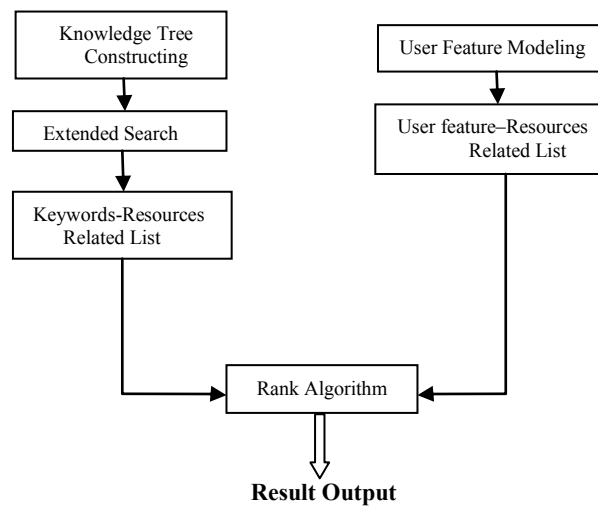 Knowledge Tree
Constructing
Extended Search
Keywords-Resources
Related List
User Feature Modeling
User feature–Resources
Related List
Rank Algorithm
Result Output